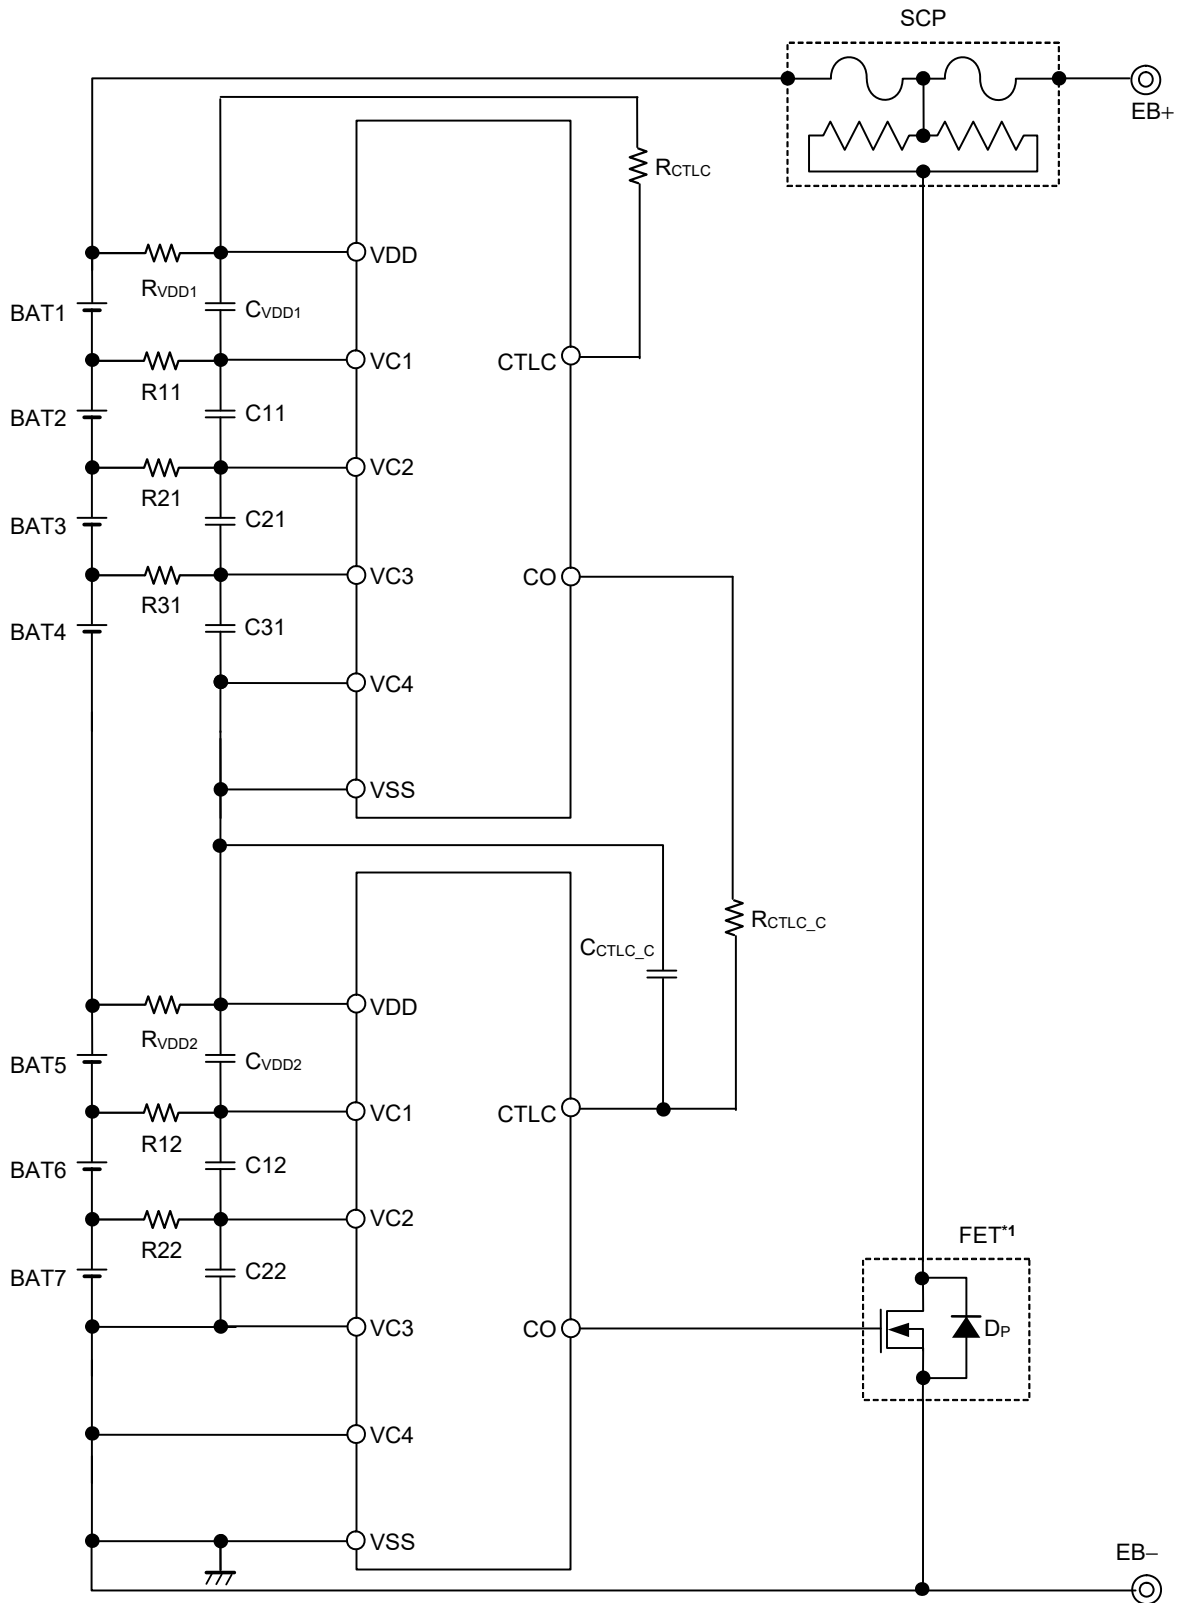 SCP
EB+
RCTLC
VDD
RVDD1
BAT1
CVDD1
VC1
CTLC
R11
BAT2
C11
VC2
R21
BAT3
C21
VC3
CO
R31
BAT4
C31
VC4
VSS
RCTLC_C
CCTLC_C
VDD
RVDD2
BAT5
CVDD2
VC1
CTLC
R12
BAT6
C12
VC2
FET*1
R22
BAT7
C22
VC3
CO
DP
VC4
VSS
EB−